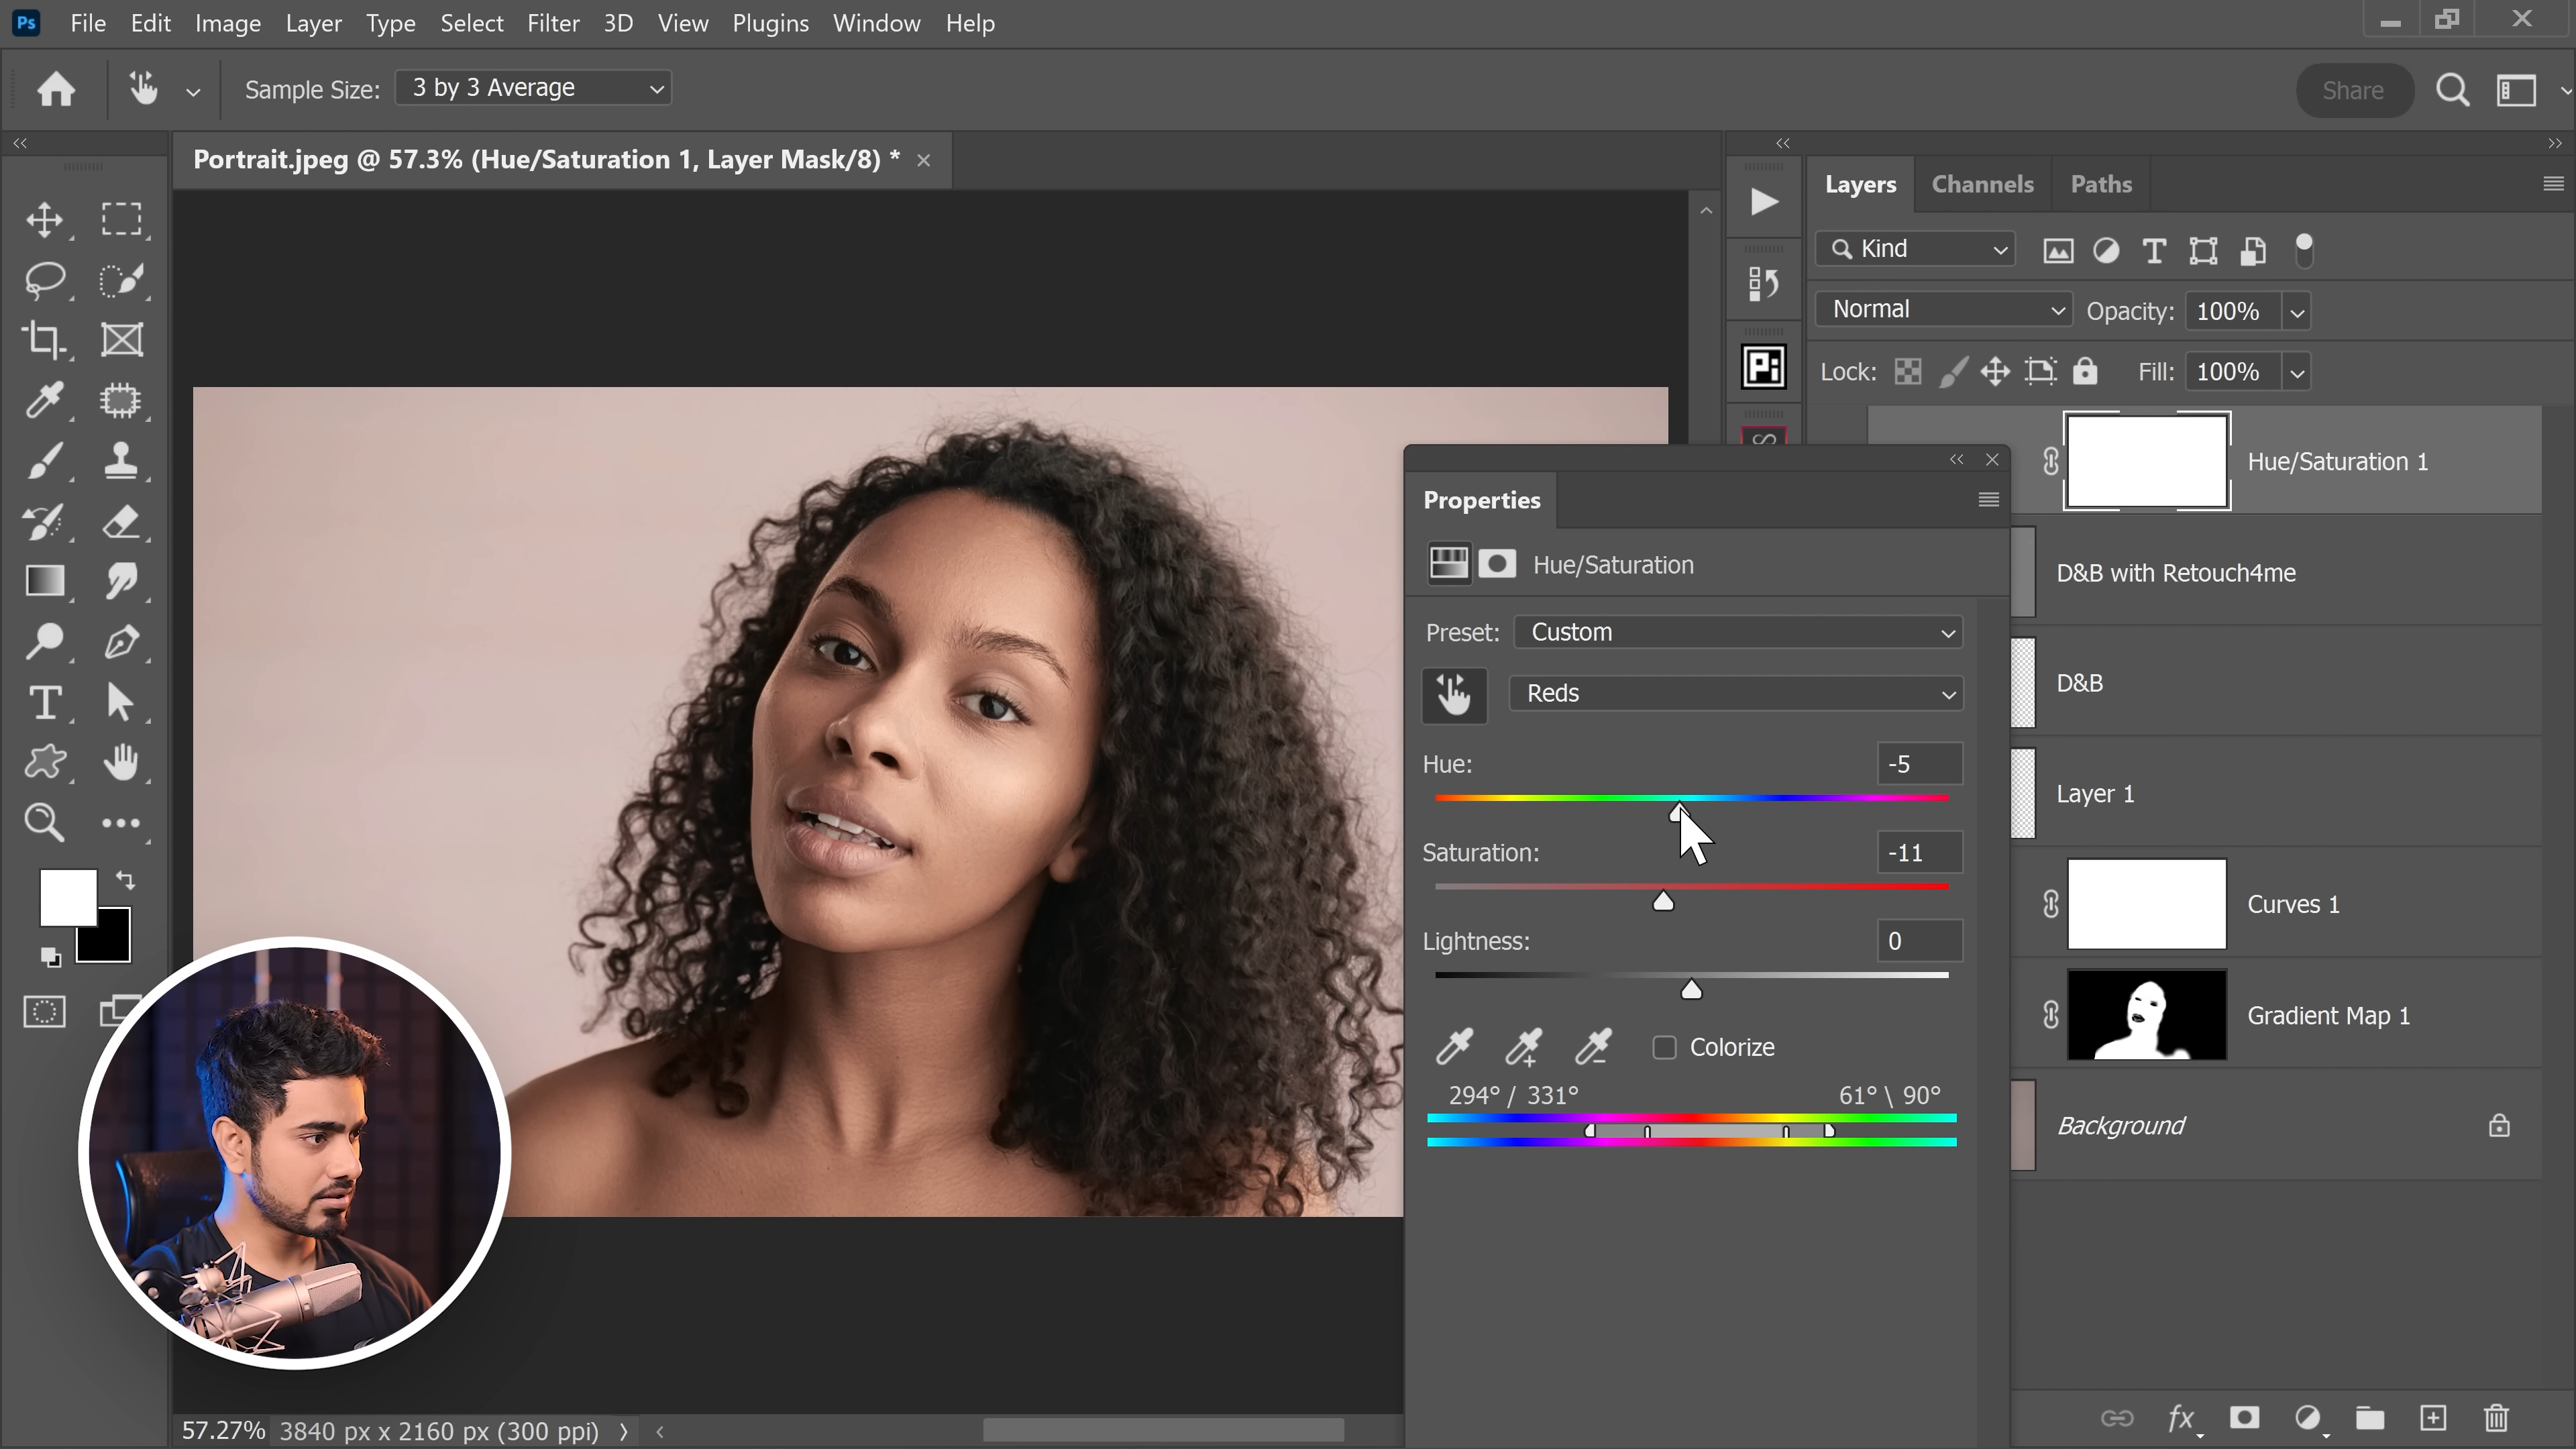 Ps File Edit Image Layer Type Select Filter 3D View Plugins Window Help
Sample Size: 3 by 3 Average
Share
Portrait.jpeg @ 57.3% (Hue/Saturation 1, Layer Mask/8) *
Layers Channels Paths
Kind
Normal Opacity: 100%
Lock: Fill: 100%
Pi
Hue/Saturation 1
Properties
Hue/Saturation
D&B with Retouch4me
Preset: Custom
Reds
D&B
Hue: -5
Layer 1
Saturation: -11
Curves 1
Lightness: 0
Gradient Map 1
Colorize
294° / 331° 61° \ 90°
Background
57.27% 3840 px x 2160 px (300 ppi)
fx